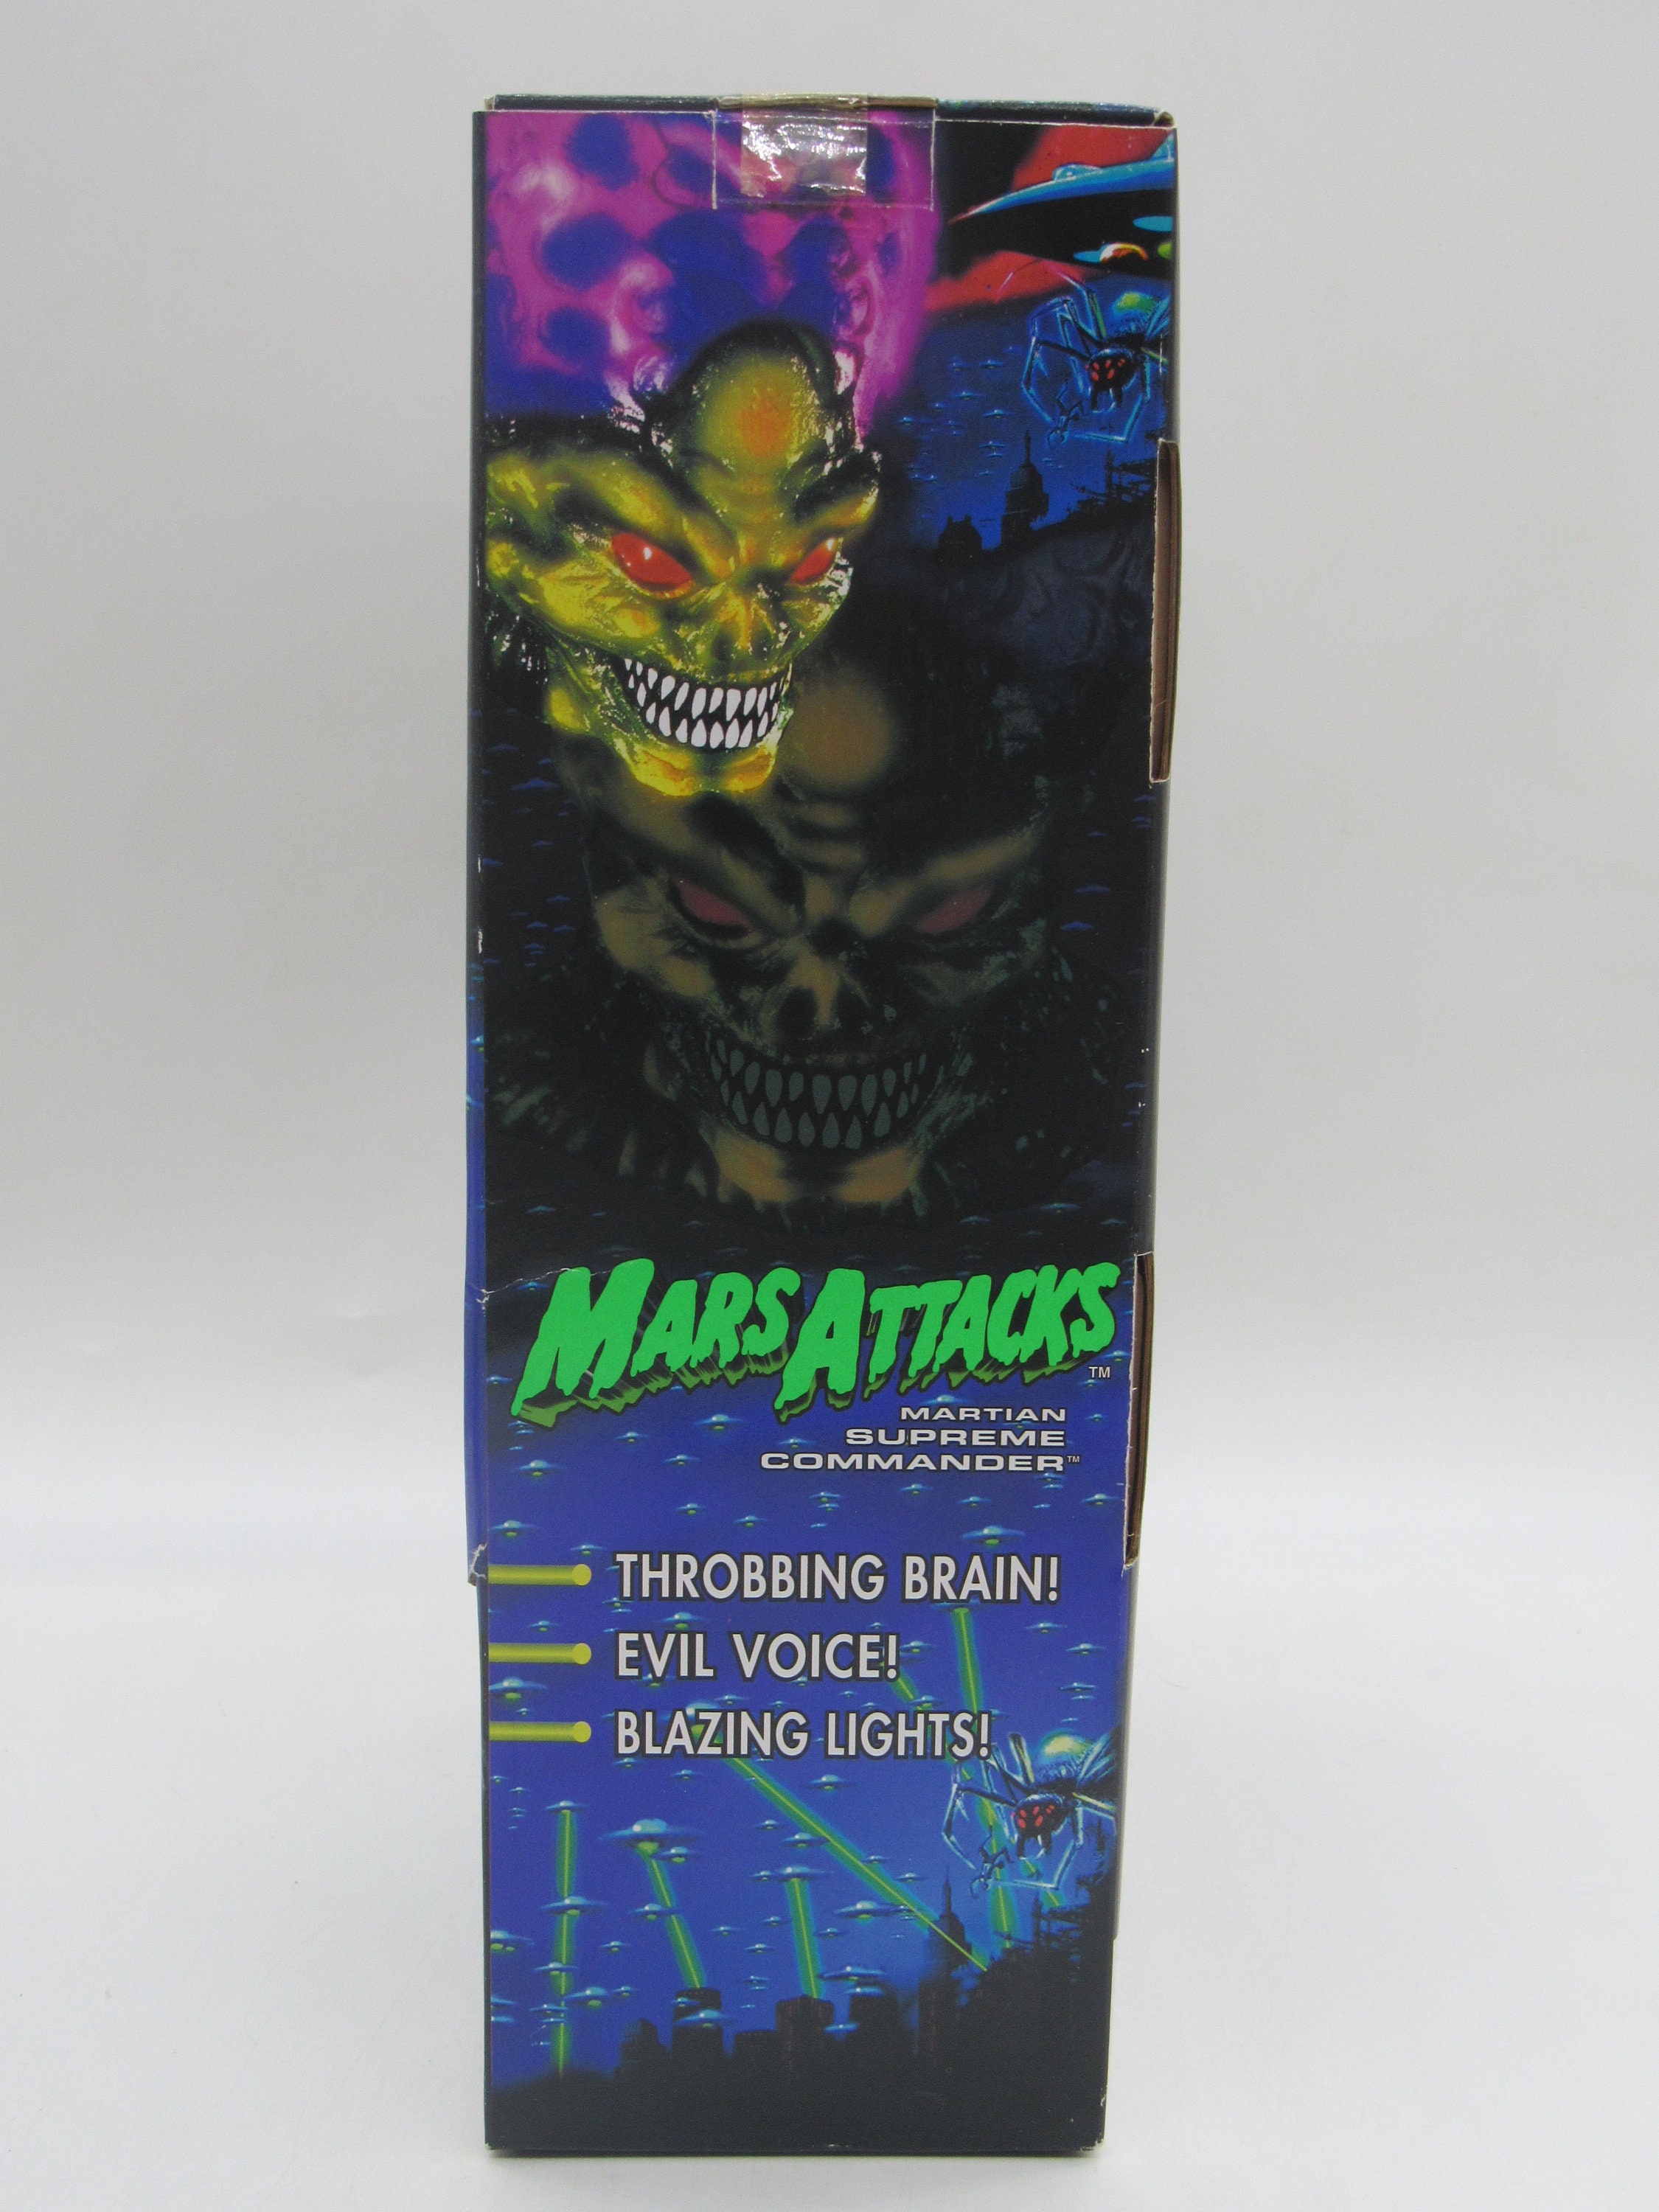 MARS ATTACKS™
MARTIAN
SUPREME
COMMANDER™
THROBBING BRAIN!
EVIL VOICE!
BLAZING LIGHTS!